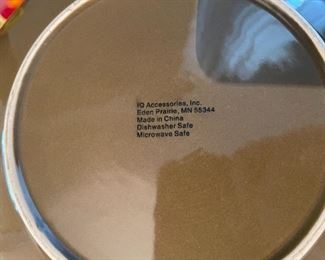 IQ Accessories, Inc.
Eden Prairie, MN 55344
Made in China
Dishwasher Safe
Microwave Safe